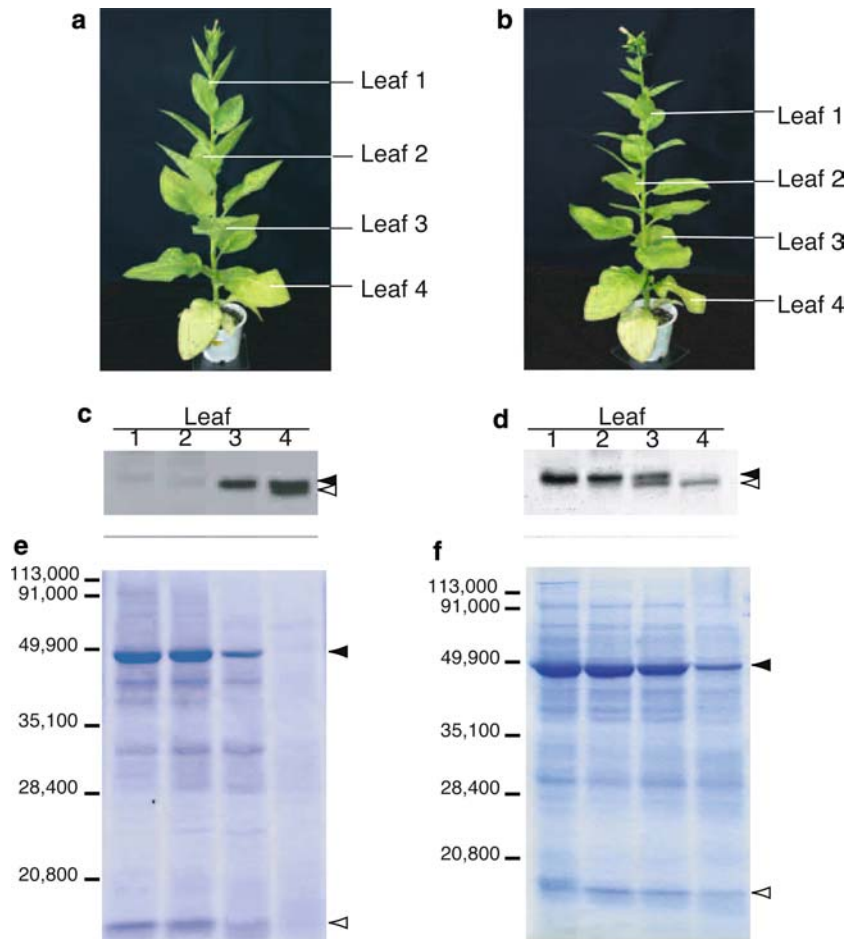 a
Leaf 1
Leaf 2
Leaf 3
Leaf 4
b
Leaf 1
Leaf 2
Leaf 3
Leaf 4
c
Leaf
1 2 3 4
d
Leaf
1 2 3 4
e
113,000
91,000
49,900
35,100
28,400
20,800
f
113,000
91,000
49,900
35,100
28,400
20,800